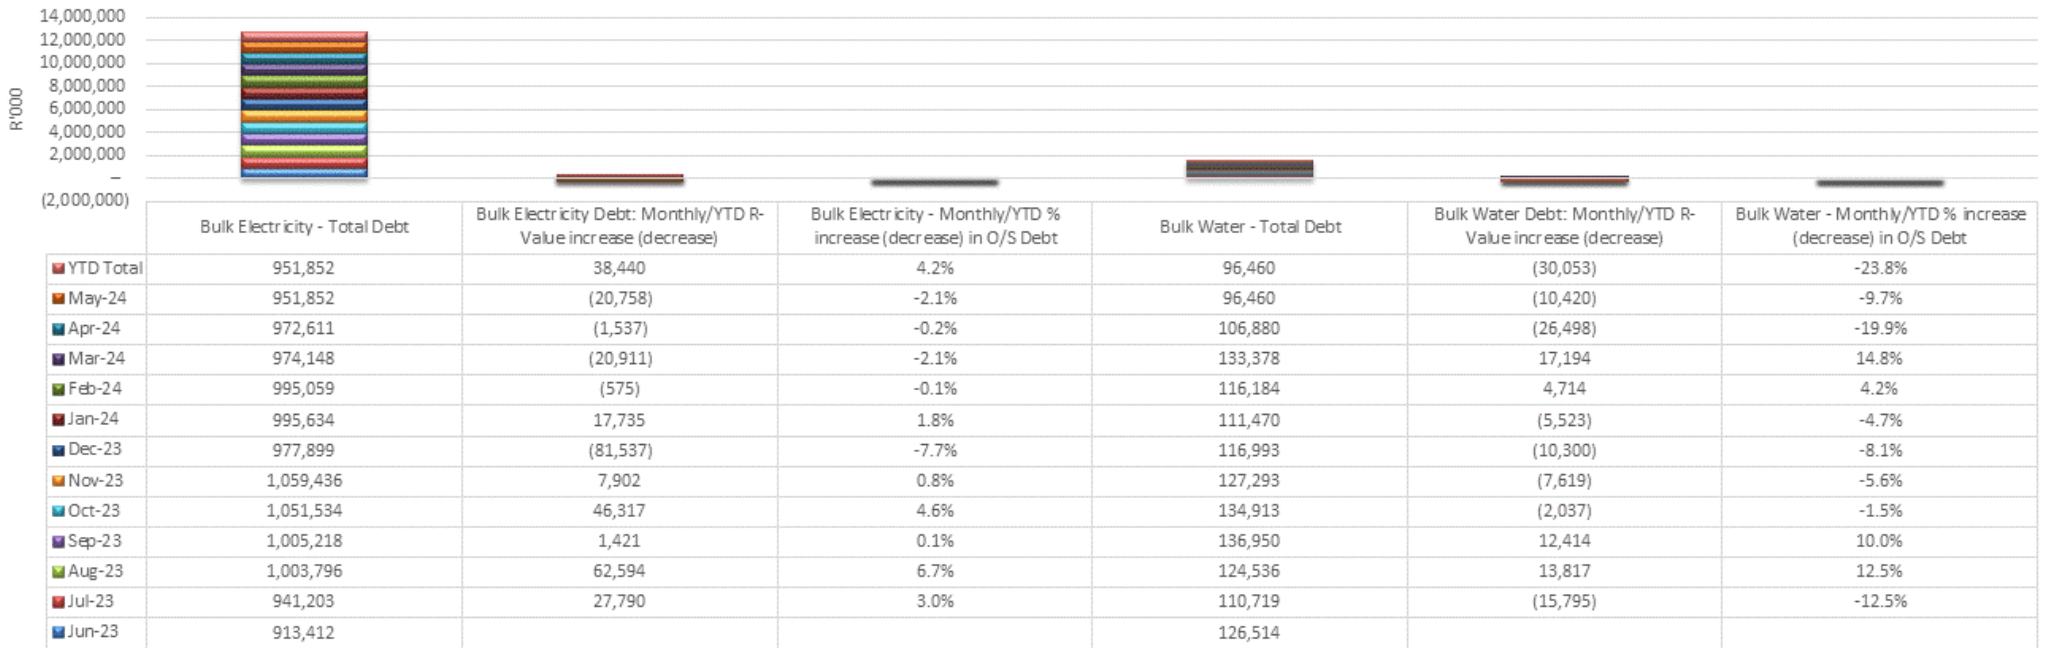 14,000,000
12,000,000
10,000,000
8,000,000
6,000,000
4,000,000
2,000,000
–
(2,000,000)
R'000
Bulk Electricity - Total Debt
Bulk Electricity Debt: Monthly/YTD R-
Value increase (decrease)
Bulk Electricity - Monthly/YTD %
increase (decrease) in O/S Debt
Bulk Water - Total Debt
Bulk Water Debt: Monthly/YTD R-
Value increase (decrease)
Bulk Water - Monthly/YTD % increase
(decrease) in O/S Debt
YTD Total 951,852 38,440 4.2% 96,460 (30,053) -23.8%
May-24 951,852 (20,758) -2.1% 96,460 (10,420) -9.7%
Apr-24 972,611 (1,537) -0.2% 106,880 (26,498) -19.9%
Mar-24 974,148 (20,911) -2.1% 133,378 17,194 14.8%
Feb-24 995,059 (575) -0.1% 116,184 4,714 4.2%
Jan-24 995,634 17,735 1.8% 111,470 (5,523) -4.7%
Dec-23 977,899 (81,537) -7.7% 116,993 (10,300) -8.1%
Nov-23 1,059,436 7,902 0.8% 127,293 (7,619) -5.6%
Oct-23 1,051,534 46,317 4.6% 134,913 (2,037) -1.5%
Sep-23 1,005,218 1,421 0.1% 136,950 12,414 10.0%
Aug-23 1,003,796 62,594 6.7% 124,536 13,817 12.5%
Jul-23 941,203 27,790 3.0% 110,719 (15,795) -12.5%
Jun-23 913,412 126,514